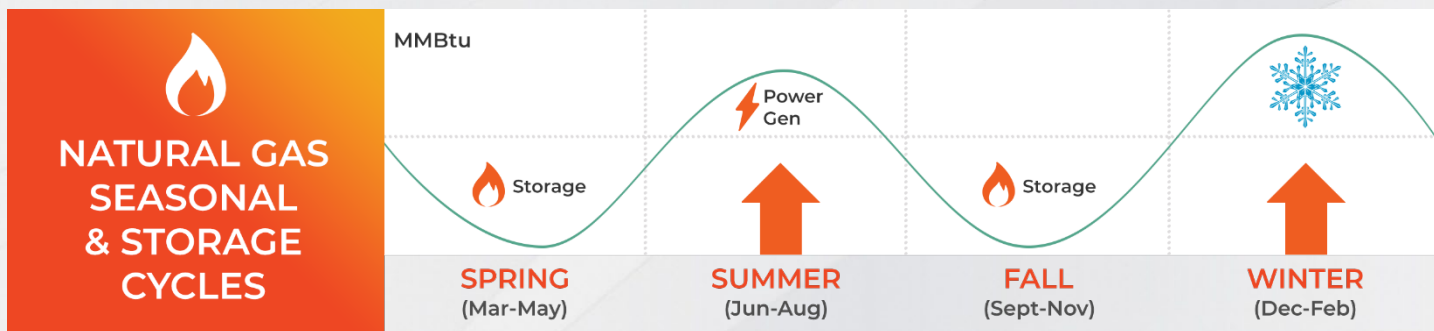 NATURAL GAS
SEASONAL
& STORAGE
CYCLES
MMBtu
Storage
Power
Gen
Storage
SPRING
(Mar-May)
SUMMER
(Jun-Aug)
FALL
(Sept-Nov)
WINTER
(Dec-Feb)